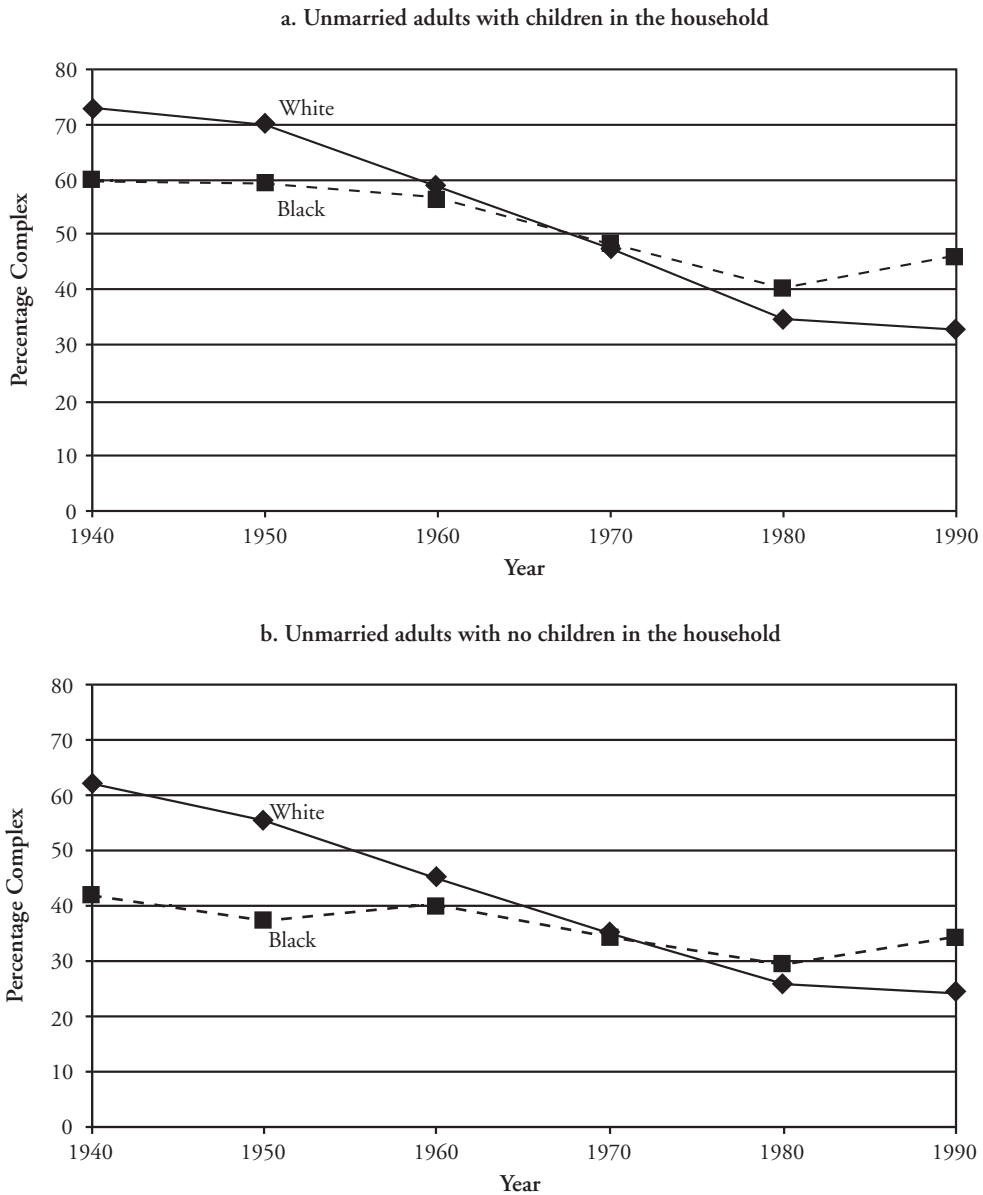 a. Unmarried adults with children in the household
80
70
60
50
40
30
20
10
0
Percentage Complex
White
Black
1940 1950 1960 1970 1980 1990
Year
b. Unmarried adults with no children in the household
80
70
60
50
40
30
20
10
0
Percentage Complex
White
Black
1940 1950 1960 1970 1980 1990
Year